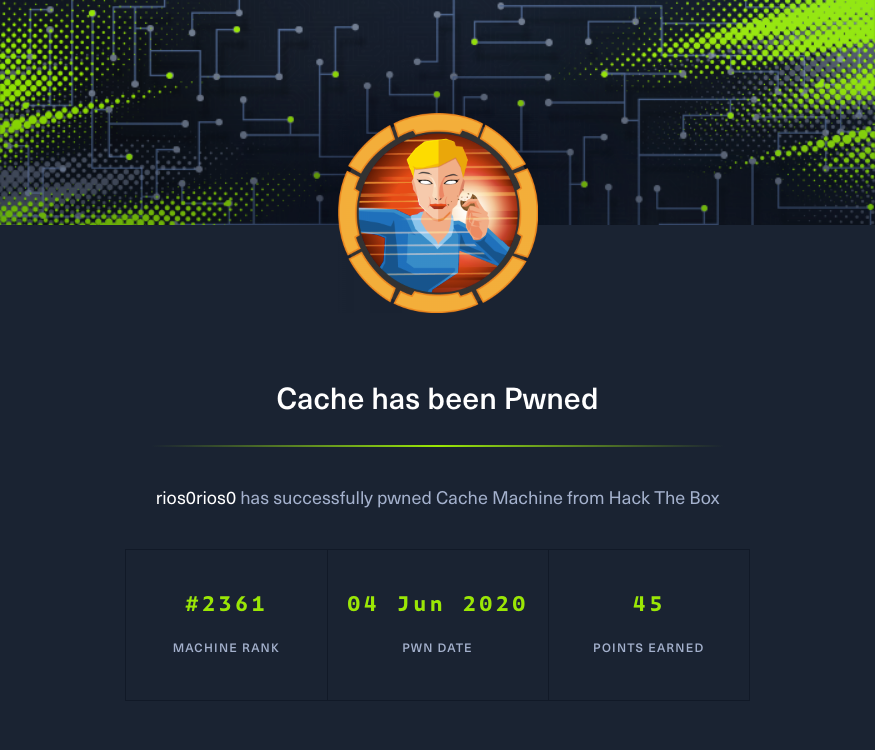 Cache has been Pwned
rios0rios0 has successfully pwned Cache Machine from Hack The Box
#2361
MACHINE RANK
04 Jun 2020
PWN DATE
45
POINTS EARNED